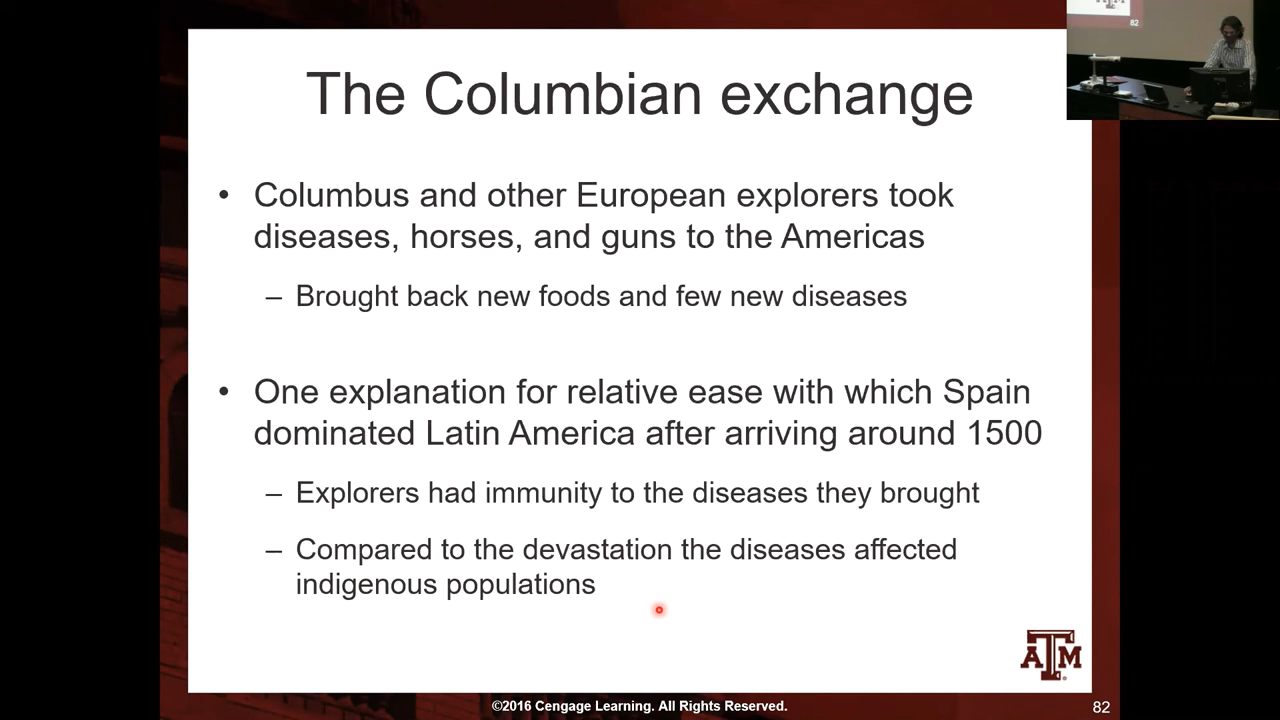 The Columbian exchange
• Columbus and other European explorers took
diseases, horses, and guns to the Americas
– Brought back new foods and few new diseases
• One explanation for relative ease with which Spain
dominated Latin America after arriving around 1500
– Explorers had immunity to the diseases they brought
– Compared to the devastation the diseases affected
indigenous populations
ATM
©2016 Cengage Learning. All Rights Reserved.
82
82